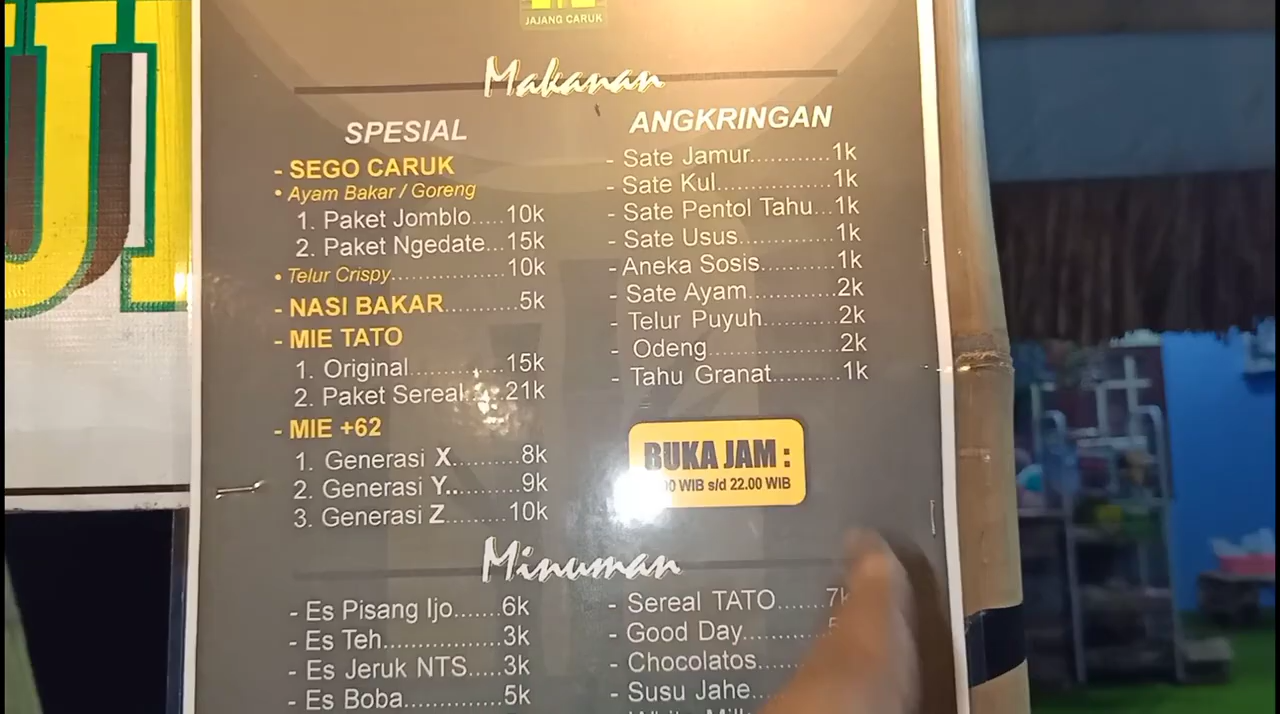 JAJANG CARUK
Makanan
SPESIAL
- SEGO CARUK
• Ayam Bakar / Goreng
1. Paket Jomblo.....10k
2. Paket Ngedate...15k
• Telur Crispy................10k
- NASI BAKAR..........5k
- MIE TATO
1. Original.............15k
2. Paket Sereal.....21k
- MIE +62
1. Generasi X.........8k
2. Generasi Y.........9k
3. Generasi Z........10k
ANGKRINGAN
- Sate Jamur...........1k
- Sate Kul................1k
- Sate Pentol Tahu...1k
- Sate Usus.............1k
- Aneka Sosis..........1k
- Sate Ayam............2k
- Telur Puyuh..........2k
- Odeng...................2k
- Tahu Granat..........1k
BUKA JAM :
00 WIB s/d 22.00 WIB
Minuman
- Es Pisang Ijo.......6k
- Es Teh.................3k
- Es Jeruk NTS.....3k
- Es Boba..............5k
- Sereal TATO.......7k
- Good Day............
- Chocolatos.....
- Susu Jahe...